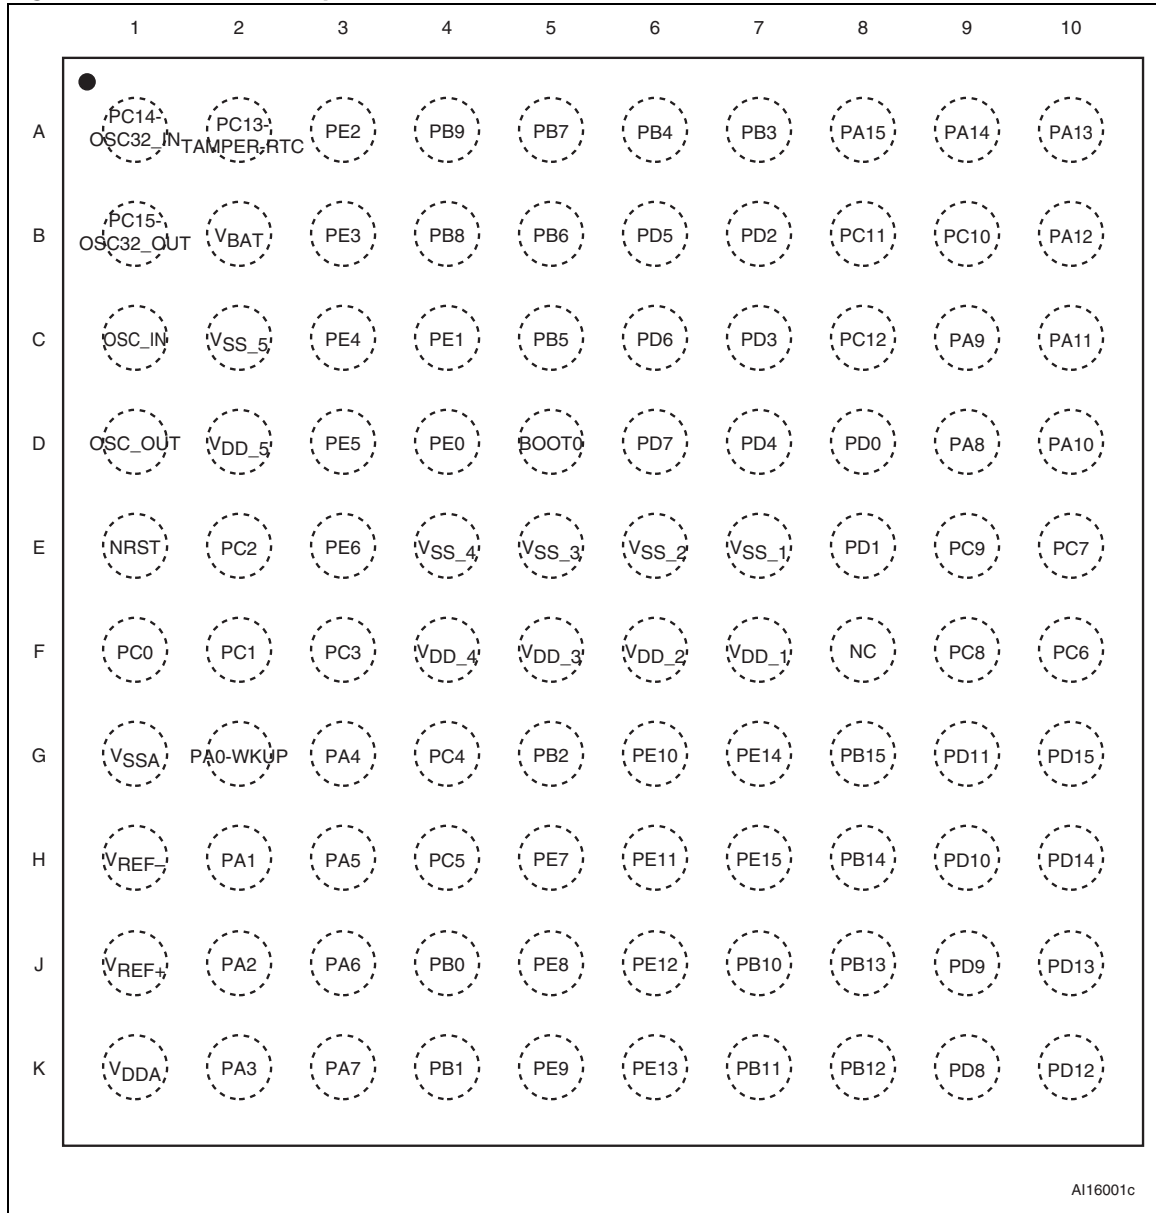 1 2 3 4 5 6 7 8 9 10
A PC14-OSC32_IN PC13-TAMPER-RTC PE2 PB9 PB7 PB4 PB3 PA15 PA14 PA13
B PC15-OSC32_OUT VBAT PE3 PB8 PB6 PD5 PD2 PC11 PC10 PA12
C OSC_IN VSS_5 PE4 PE1 PB5 PD6 PD3 PC12 PA9 PA11
D OSC_OUT VDD_5 PE5 PE0 BOOT0 PD7 PD4 PD0 PA8 PA10
E NRST PC2 PE6 VSS_4 VSS_3 VSS_2 VSS_1 PD1 PC9 PC7
F PC0 PC1 PC3 VDD_4 VDD_3 VDD_2 VDD_1 NC PC8 PC6
G VSSA PA0-WKUP PA4 PC4 PB2 PE10 PE14 PB15 PD11 PD15
H VREF– PA1 PA5 PC5 PE7 PE11 PE15 PB14 PD10 PD14
J VREF+ PA2 PA6 PB0 PE8 PE12 PB10 PB13 PD9 PD13
K VDDA PA3 PA7 PB1 PE9 PE13 PB11 PB12 PD8 PD12
AI16001c